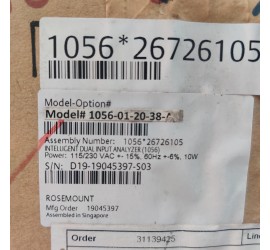 1056*26726105
Model-Option#
Model# 1056-01-20-38-
Assembly Number: 1056*26726105
INTELLIGENT DUAL INPUT ANALYZER (1056)
Power: 115/230 VAC +- 15%, 60Hz +-6%, 10W
S/N: D19-19045397-S03
ROSEMOUNT
Mfg Order : 19045397
Assembled in Singapore
Order 31139425